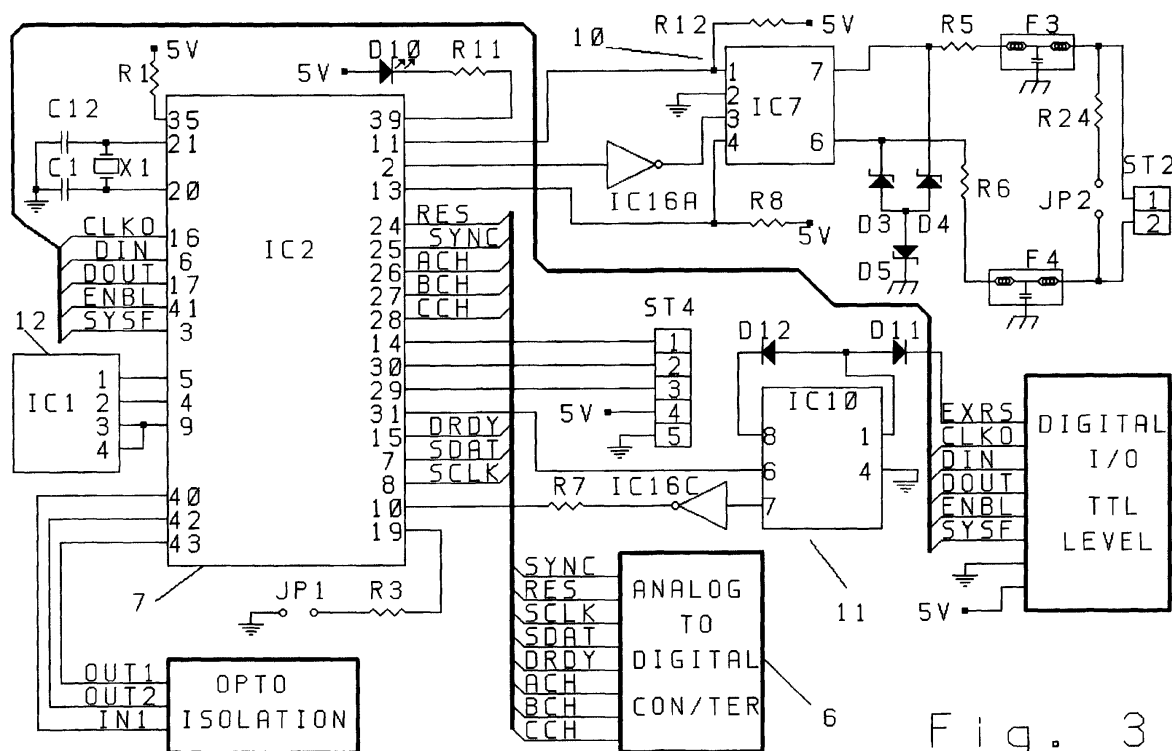 5V
R1
C12
C1
X1
35
21
20
CLKO
DIN
DOUT
ENBL
SYSF
16
6
17
41
3
12
IC1
1
2
3
4
5
4
9
40
42
43
7
OUT1
OUT2
IN1
OPTO
ISOLATION
IC2
5V
D10
R11
39
11
2
13
24
25
26
27
28
14
30
29
31
15
7
8
10
19
RES
SYNC
ACH
BCH
CCH
DRDY
SDAT
SCLK
JP1
R3
10
R12
5V
IC16A
1
2
3
4
IC7
7
6
R8
5V
D3
D4
D5
R5
R6
F3
F4
R24
JP2
ST2
1
2
ST4
1
2
3
4
5
5V
D12
D11
IC10
8
6
7
1
4
R7
IC16C
11
EXRS
CLKO
DIN
DOUT
ENBL
SYSF
5V
DIGITAL
I/O
TTL
LEVEL
SYNC
RES
SCLK
SDAT
DRDY
ACH
BCH
CCH
ANALOG
TO
DIGITAL
CON/TER
6
Fig. 3